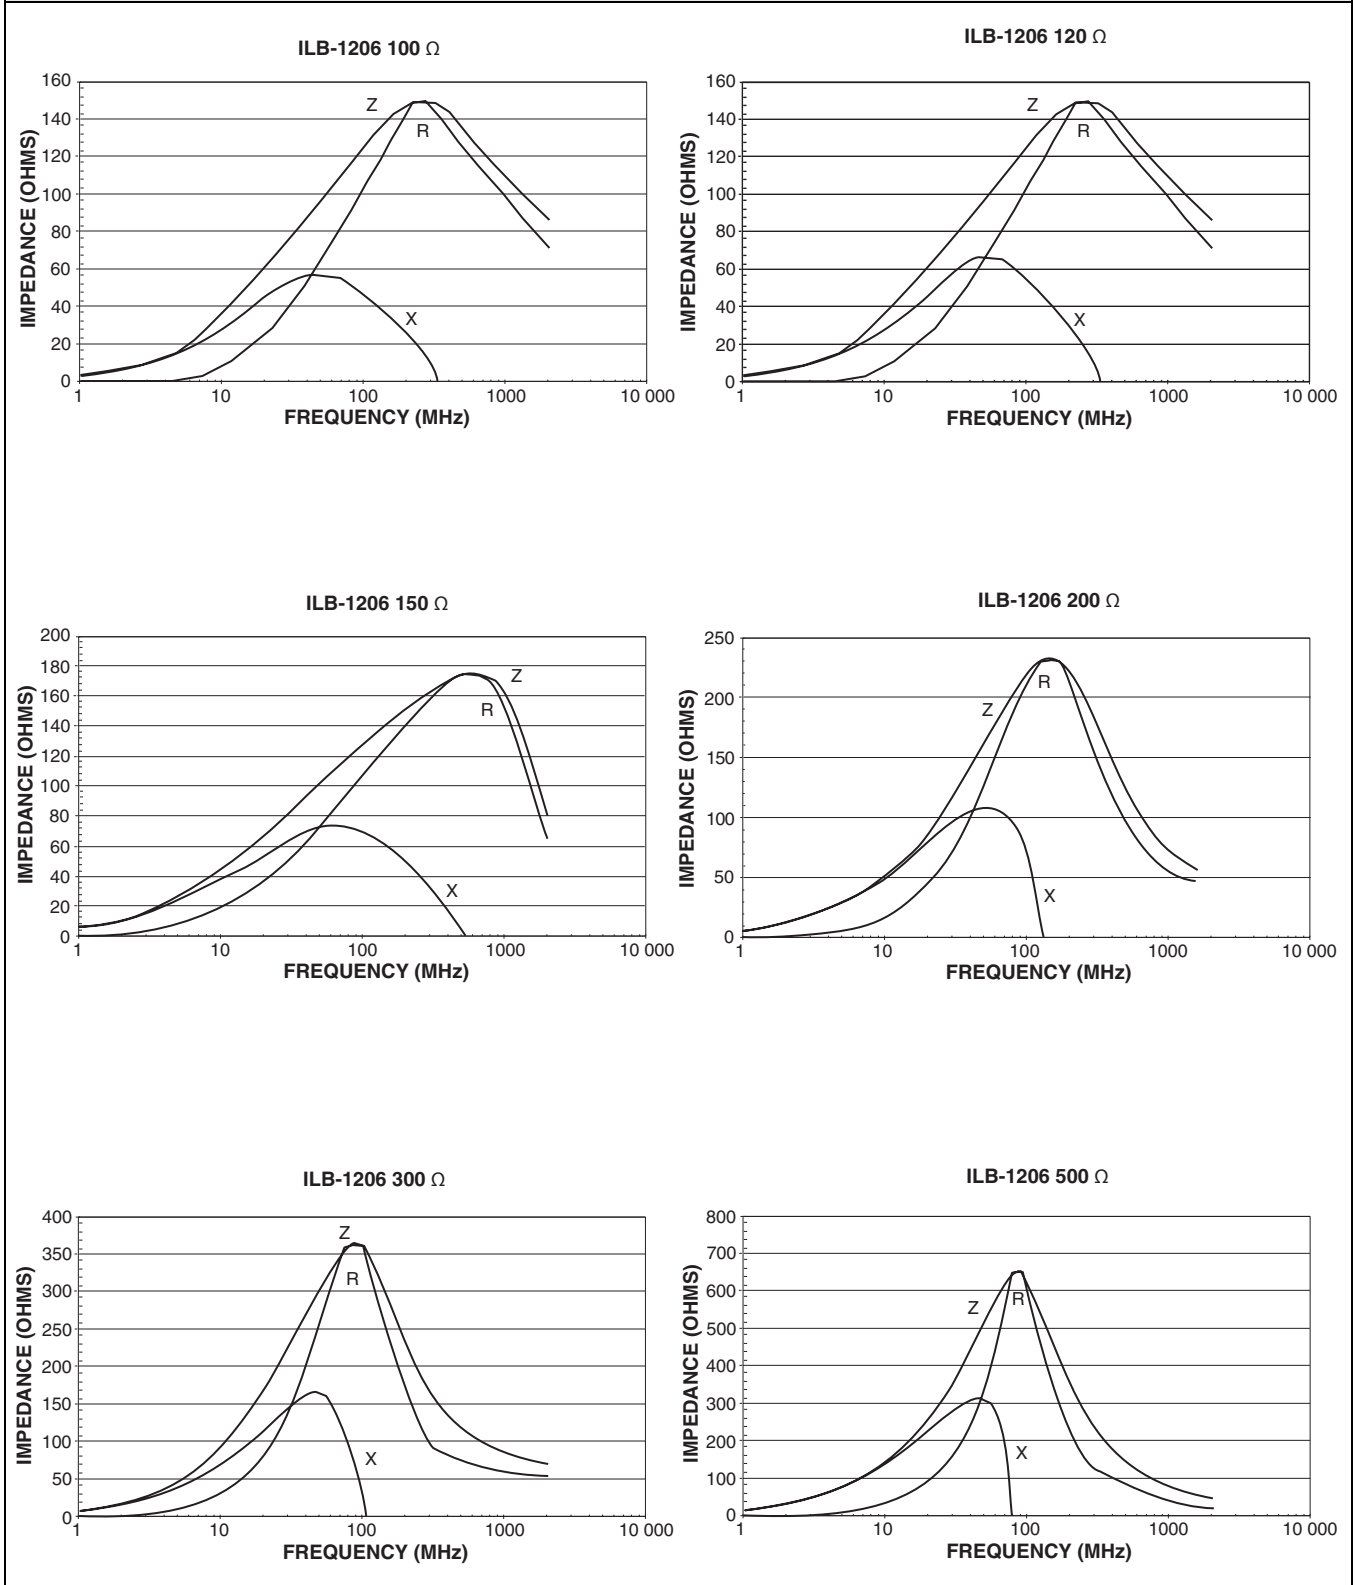 ILB-1206 100 Ω
160
140
120
100
80
60
40
20
0
IMPEDANCE (OHMS)
Z
R
X
1 10 100 1000 10 000
FREQUENCY (MHz)
ILB-1206 120 Ω
160
140
120
100
80
60
40
20
0
IMPEDANCE (OHMS)
Z
R
X
1 10 100 1000 10 000
FREQUENCY (MHz)
ILB-1206 150 Ω
200
180
160
140
120
100
80
60
40
20
0
IMPEDANCE (OHMS)
Z
R
X
1 10 100 1000 10 000
FREQUENCY (MHz)
ILB-1206 200 Ω
250
200
150
100
50
0
IMPEDANCE (OHMS)
R
Z
X
1 10 100 1000 10 000
FREQUENCY (MHz)
ILB-1206 300 Ω
400
350
300
250
200
150
100
50
0
IMPEDANCE (OHMS)
Z
R
X
1 10 100 1000 10 000
FREQUENCY (MHz)
ILB-1206 500 Ω
800
700
600
500
400
300
200
100
0
IMPEDANCE (OHMS)
R
Z
X
1 10 100 1000 10 000
FREQUENCY (MHz)